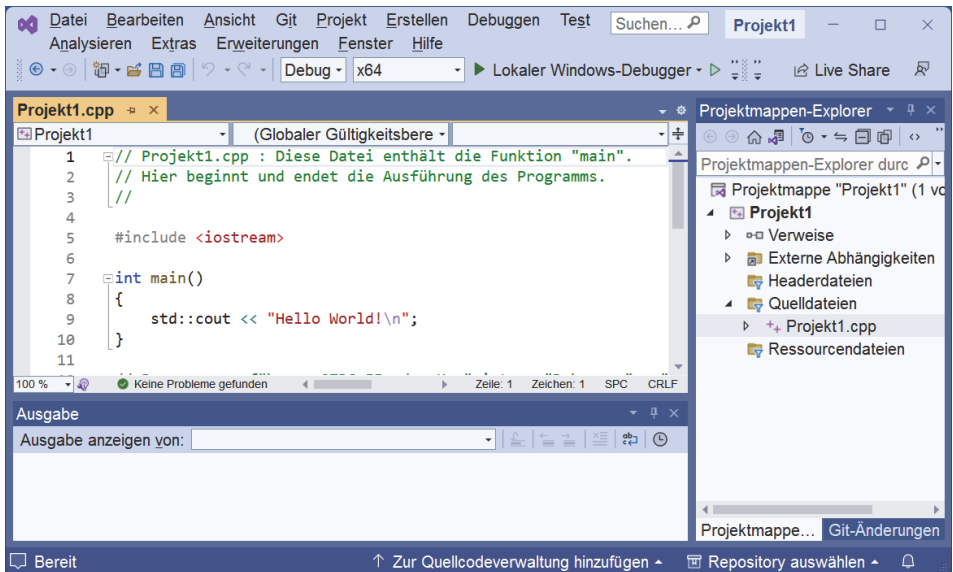 Datei Bearbeiten Ansicht Git Projekt Erstellen Debuggen Test Suchen... Projekt1
Analysieren Extras Erweiterungen Fenster Hilfe
Debug x64 Lokaler Windows-Debugger Live Share
Projekt1.cpp
Projekt1 (Globaler Gültigkeitsbere
1 // Projekt1.cpp : Diese Datei enthält die Funktion "main".
2 // Hier beginnt und endet die Ausführung des Programms.
3 //
4
5 #include <iostream>
6
7 int main()
8 {
9 std::cout << "Hello World!\n";
10 }
11
100 % Keine Probleme gefunden Zeile: 1 Zeichen: 1 SPC CRLF
Ausgabe
Ausgabe anzeigen von:
Projektmappen-Explorer
Projektmappen-Explorer durc
Projektmappe "Projekt1" (1 vo
Projekt1
Verweise
Externe Abhängigkeiten
Headerdateien
Quelldateien
Projekt1.cpp
Ressourcendateien
Projektmappe... Git-Änderungen
Bereit Zur Quellcodeverwaltung hinzufügen Repository auswählen